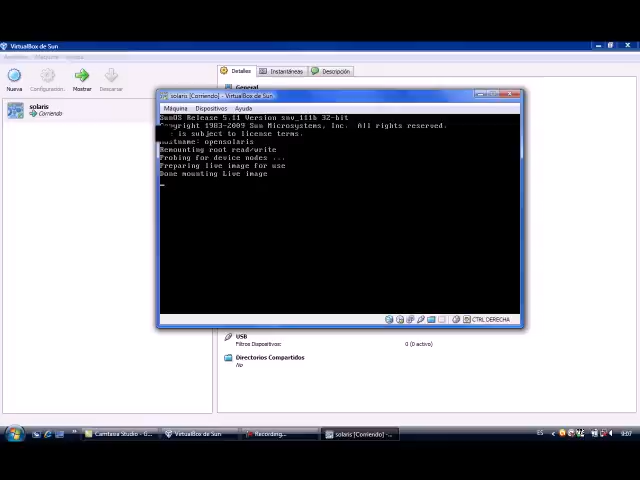 VirtualBox de Sun
Nueva
Configuración
Mostrar
Descartar
solaris
Corriendo
Detalles
Instantáneas
Descripción
General
solaris [Corriendo] - VirtualBox de Sun
Máquina Dispositivos Ayuda
SunOS Release 5.11 Version snv_111b 32-bit
Copyright 1983-2009 Sun Microsystems, Inc. All rights reserved.
is subject to license terms.
Hostname: opensolaris
Remounting root read/write
Probing for device nodes ...
Preparing live image for use
Done mounting Live image
CTRL DERECHA
USB
Filtros Dispositivos: 0 (0 activo)
Directorios Compartidos
No
Camtasia Studio - G...
VirtualBox de Sun
Recording...
solaris [Corriendo] -...
ES
9:07